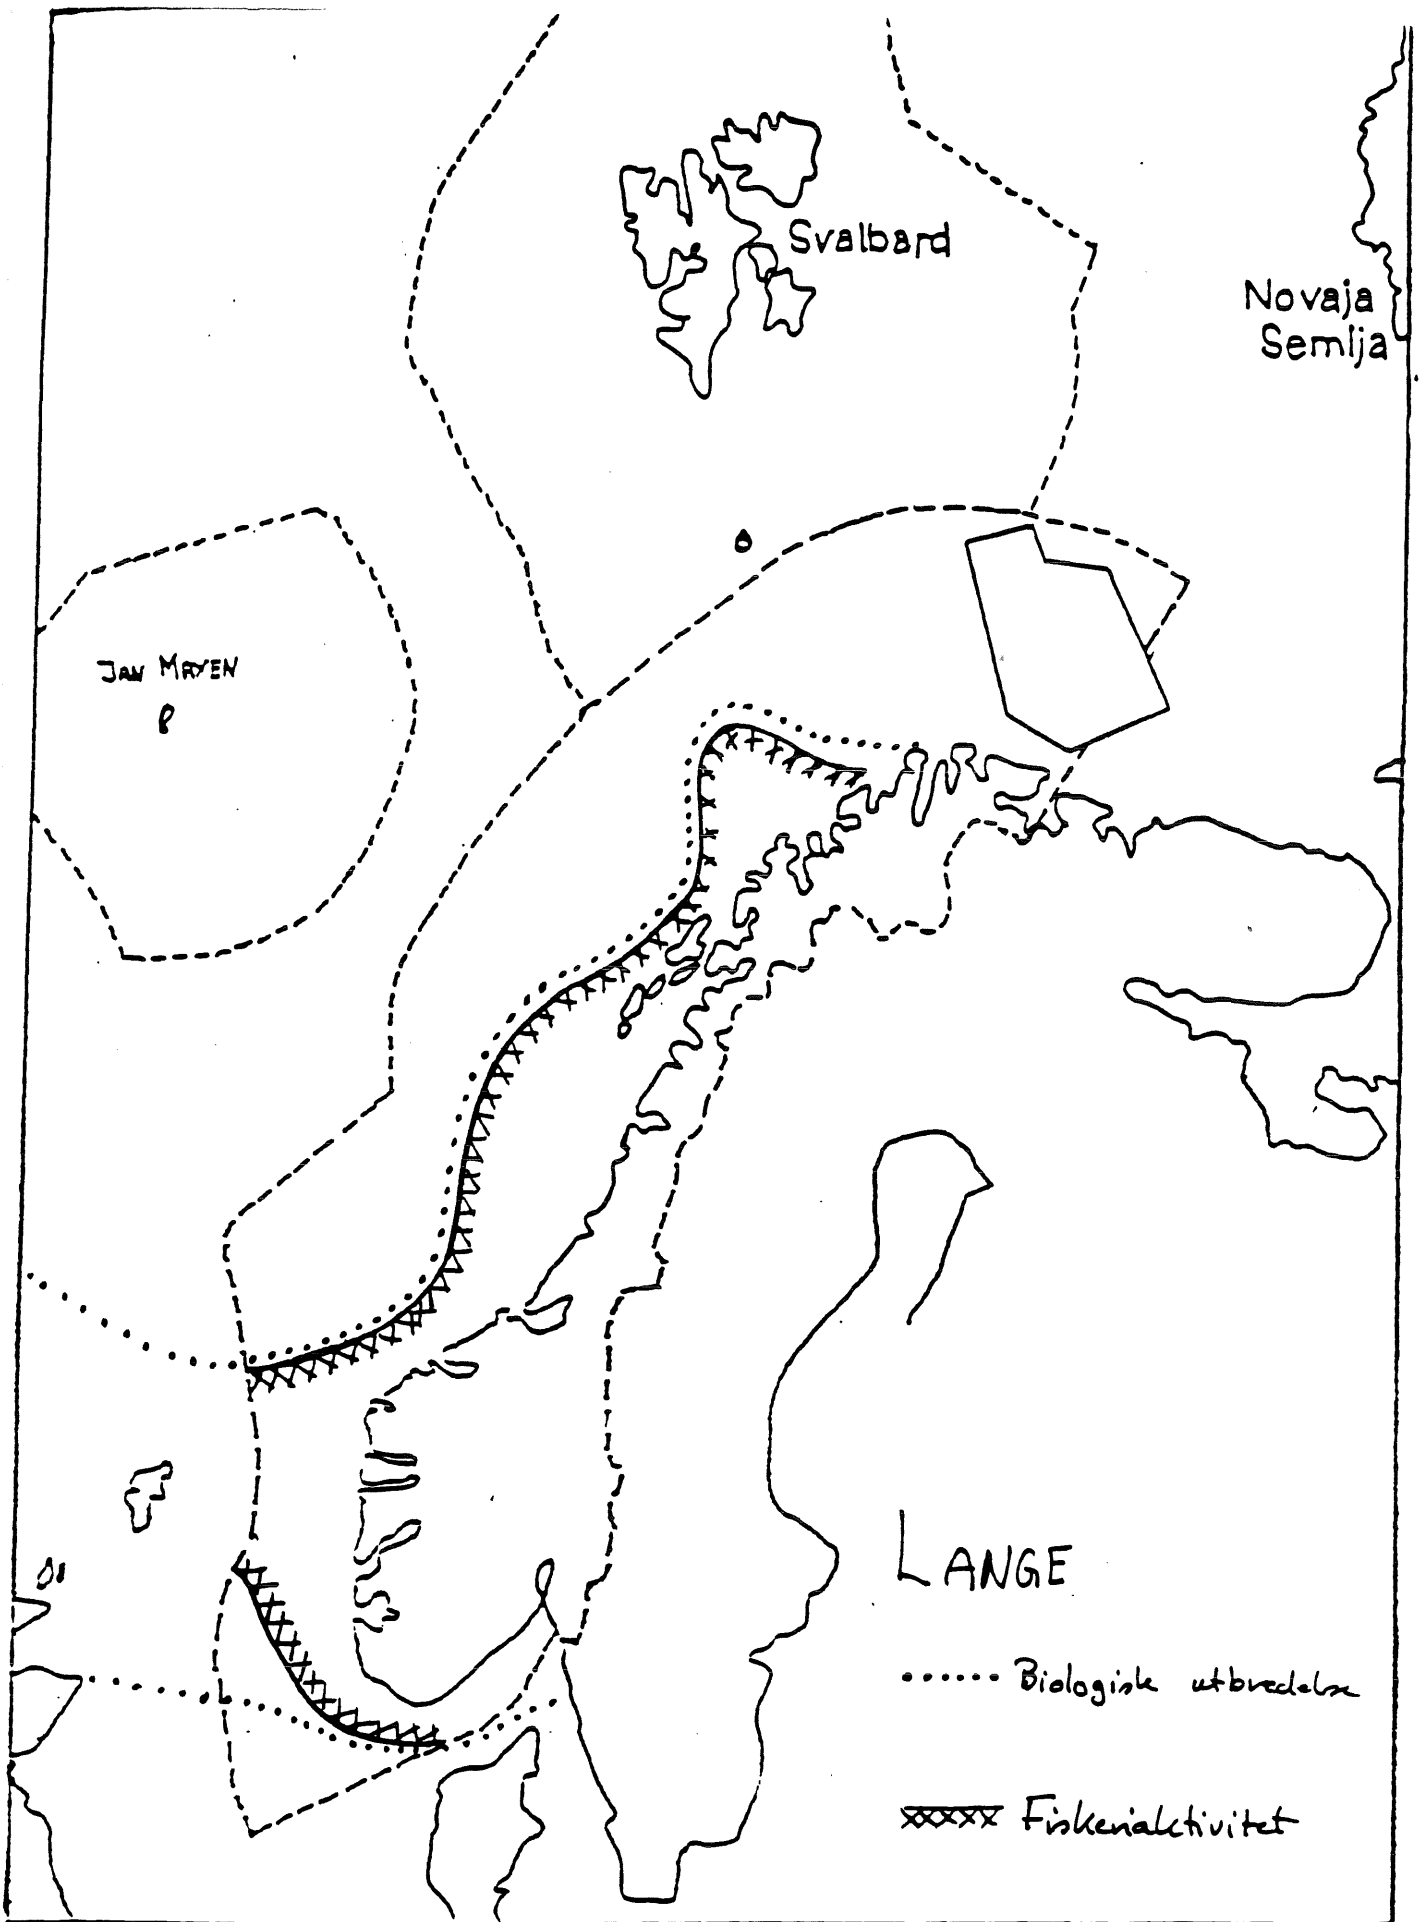 Svalbard
Novaja
Semlja
JAN MAYEN
LANGE
Biologisk utbredelse
Fiskeriaktivitet